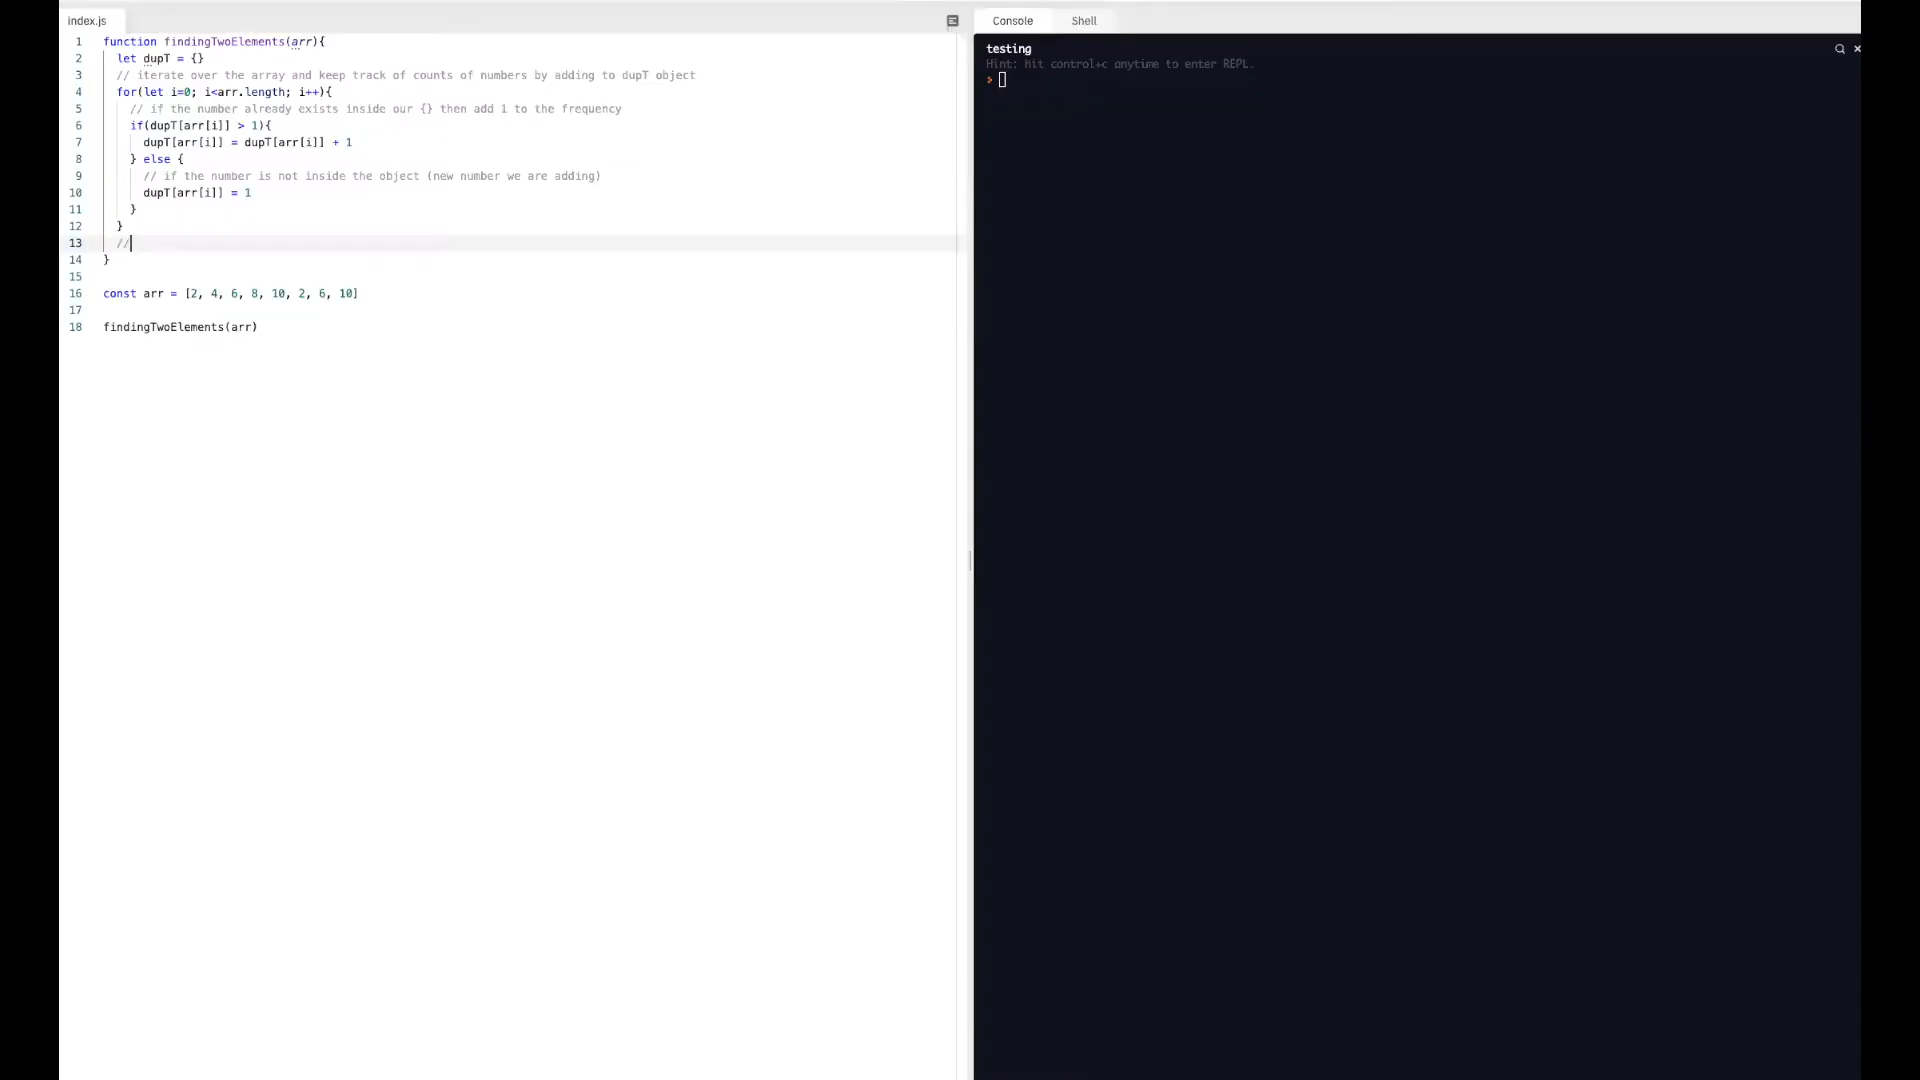 index.js
1 function findingTwoElements(arr){
2 let dupT = {}
3 // iterate over the array and keep track of counts of numbers by adding to dupT object
4 for(let i=0; i<arr.length; i++){
5 // if the number already exists inside our {} then add 1 to the frequency
6 if(dupT[arr[i]] > 1){
7 dupT[arr[i]] = dupT[arr[i]] + 1
8 } else {
9 // if the number is not inside the object (new number we are adding)
10 dupT[arr[i]] = 1
11 }
12 }
13 //
14 }
15
16 const arr = [2, 4, 6, 8, 10, 2, 6, 10]
17
18 findingTwoElements(arr)
Console Shell
testing
Hint: hit control+c anytime to enter REPL.
>